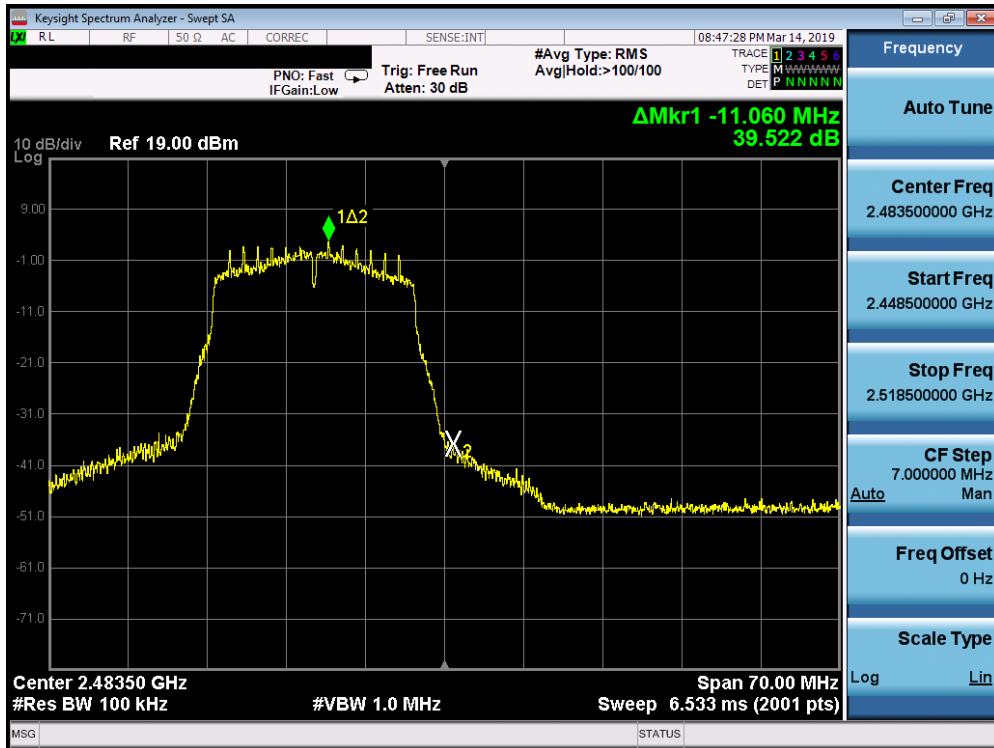 Keysight Spectrum Analyzer - Swept SA
LXI RL RF 50 Ω AC CORREC SENSE:INT 08:47:28 PM Mar 14, 2019
Frequency
#Avg Type: RMS
TRACE 1 2 3 4 5 6
PNO: Fast Trig: Free Run Avg|Hold:>100/100
TYPE M W W W W W
IFGain:Low Atten: 30 dB
DET P N N N N N
Auto Tune
ΔMkr1 -11.060 MHz
39.522 dB
10 dB/div Ref 19.00 dBm
Log
Center Freq
2.483500000 GHz
9.00
1Δ2
-1.00
Start Freq
2.448500000 GHz
-11.0
-21.0
Stop Freq
2.518500000 GHz
-31.0
2
-41.0
CF Step
7.000000 MHz
Auto Man
-51.0
-61.0
Freq Offset
0 Hz
-71.0
Scale Type
Log Lin
Center 2.48350 GHz Span 70.00 MHz
#Res BW 100 kHz #VBW 1.0 MHz Sweep 6.533 ms (2001 pts)
MSG STATUS